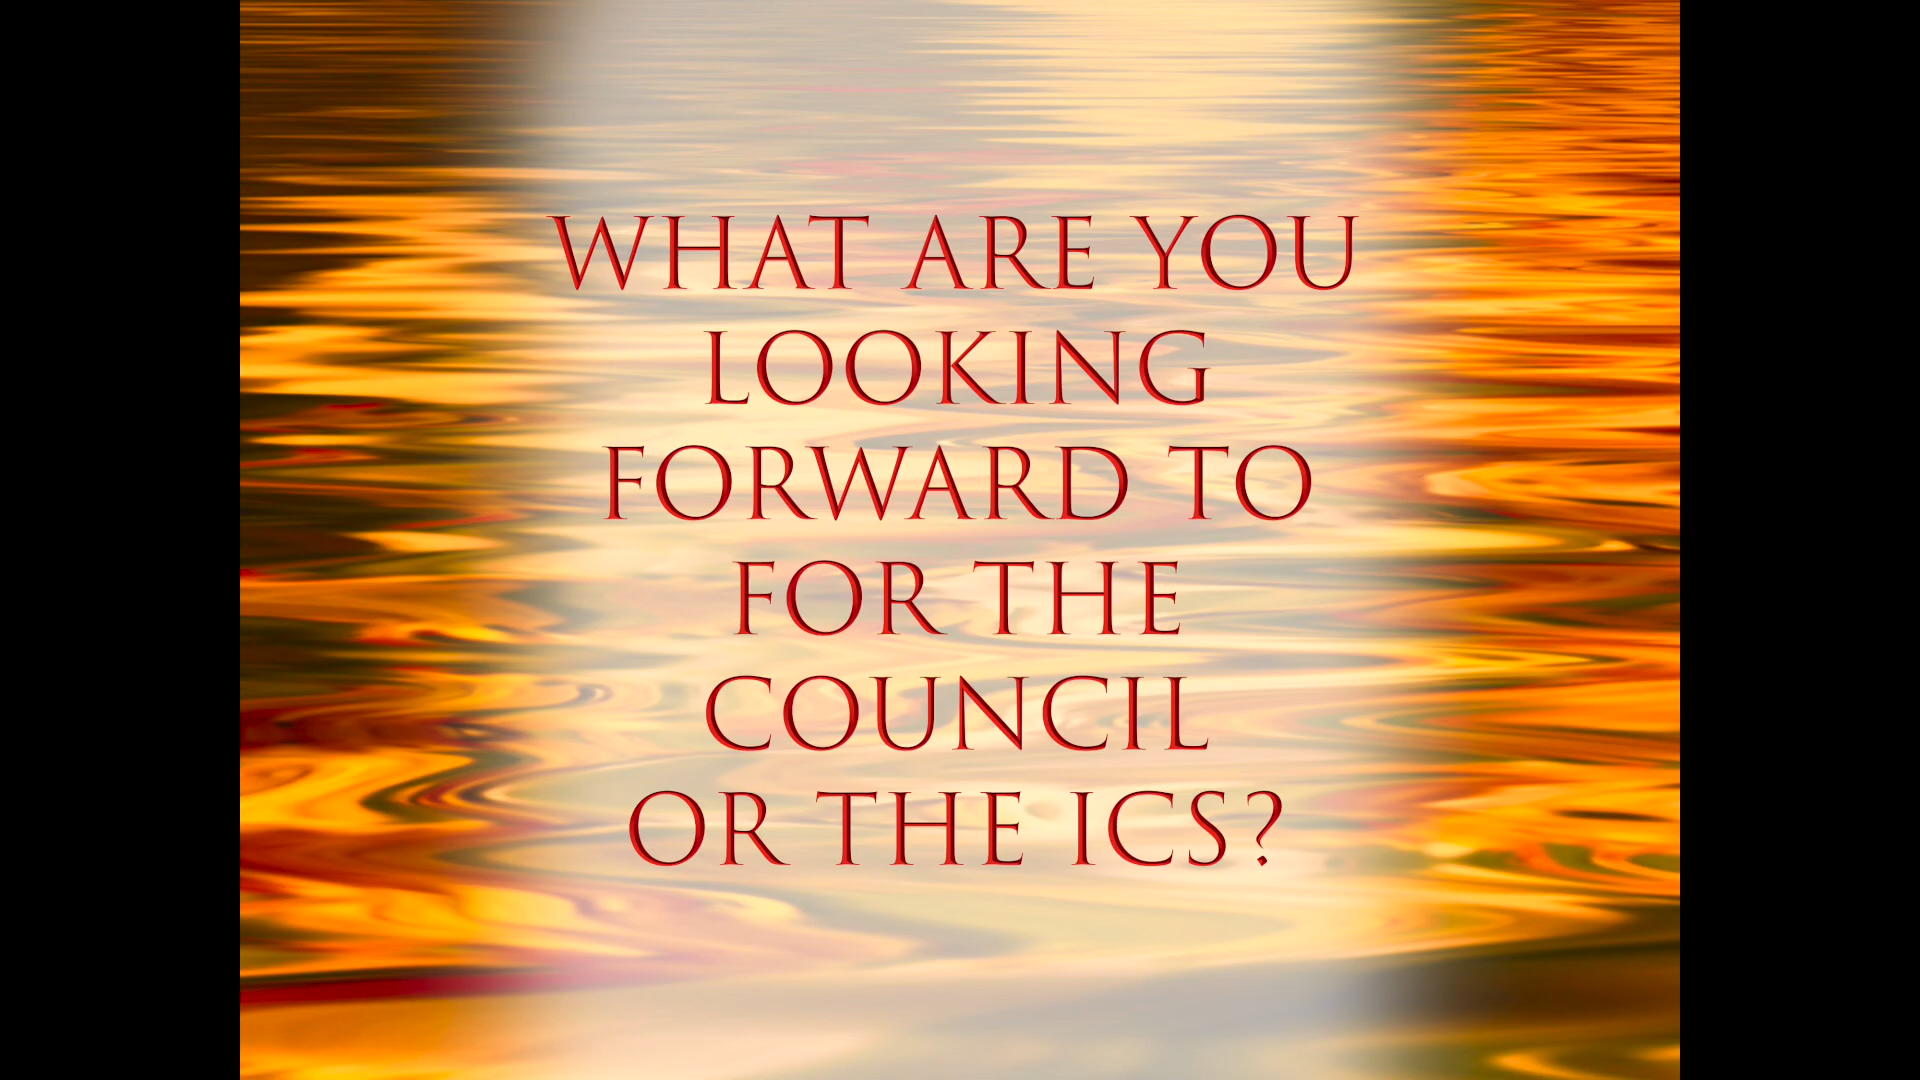 WHAT ARE YOU
LOOKING
FORWARD TO
FOR THE
COUNCIL
OR THE ICS?